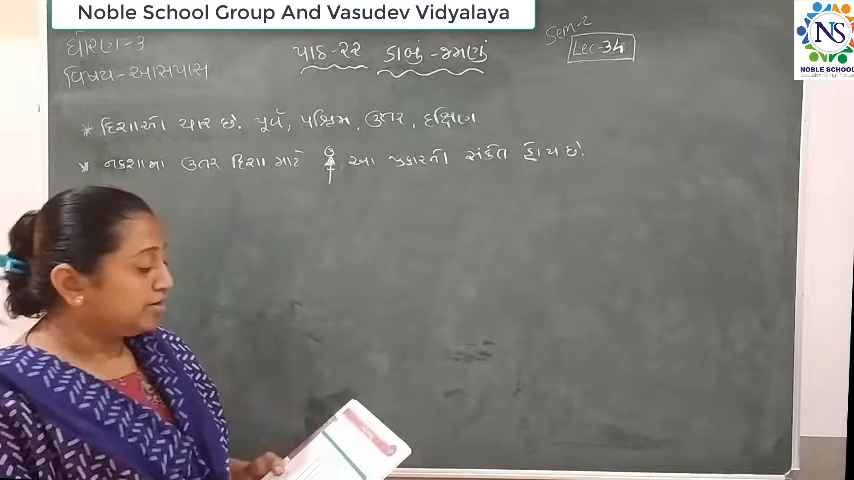 Noble School Group And Vasudev Vidyalaya
NS
NOBLE SCHOOL
ધોરણ-૩
વિષય-આસપાસ
પાઠ-૨૨ ડાબું-જમણું
Sem-2
Lec-34
* દિશાઓ ચાર છે. પૂર્વ, પશ્ચિમ, ઉત્તર, દક્ષિણ
* નકશામાં ઉત્તર દિશા માટે ઉ આ પ્રકારનો સંકેત હોય છે.